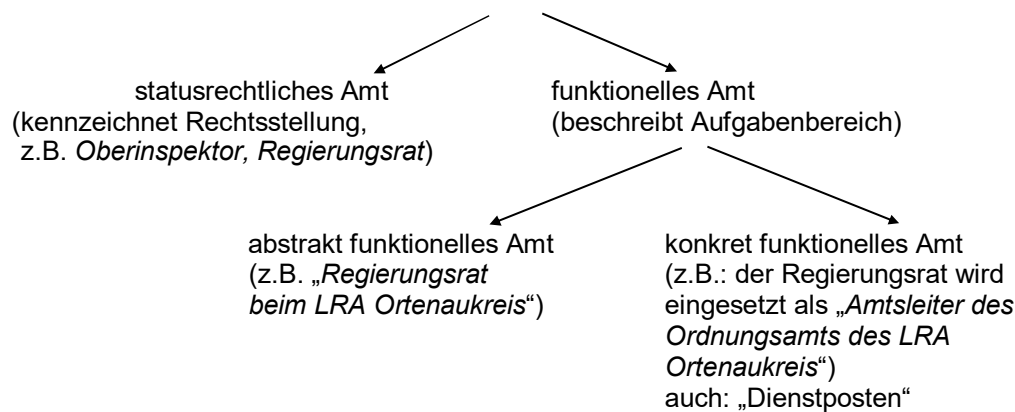 statusrechtliches Amt
(kennzeichnet Rechtsstellung,
z.B. Oberinspektor, Regierungsrat)
funktionelles Amt
(beschreibt Aufgabenbereich)
abstrakt funktionelles Amt
(z.B. „Regierungsrat
beim LRA Ortenaukreis“)
konkret funktionelles Amt
(z.B.: der Regierungsrat wird
eingesetzt als „Amtsleiter des
Ordnungsamts des LRA
Ortenaukreis“)
auch: „Dienstposten“